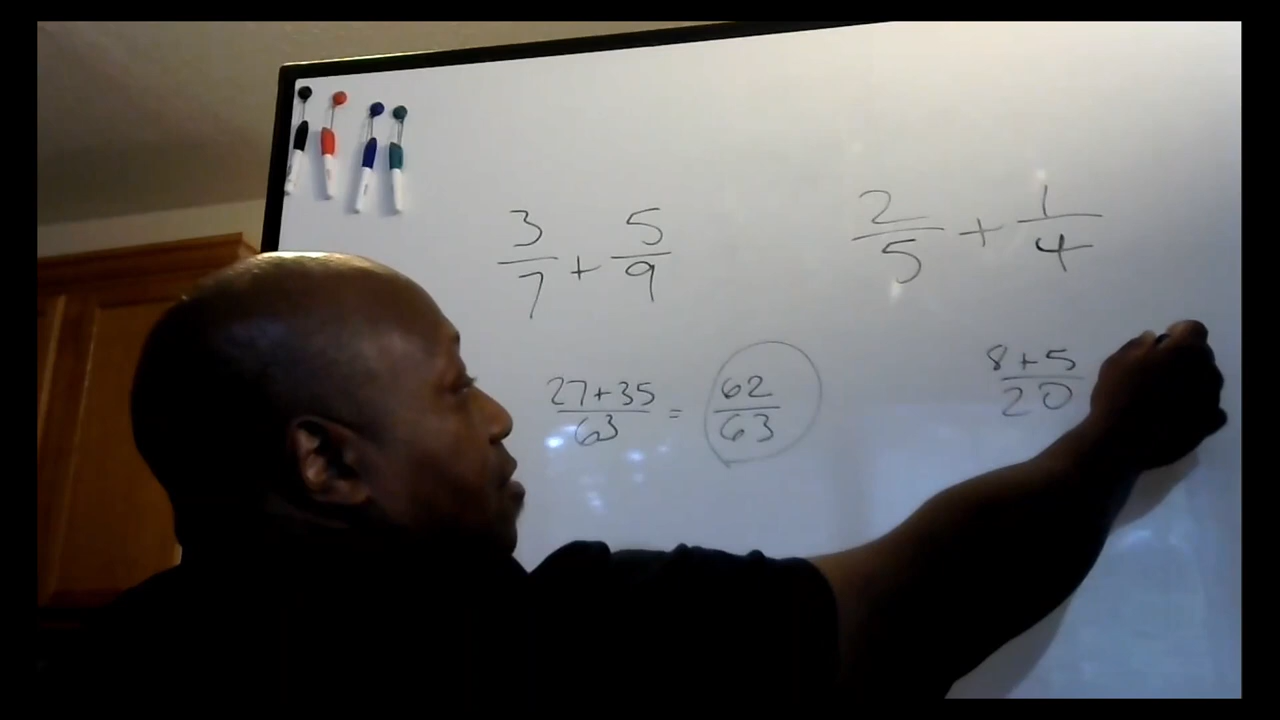 3/7 + 5/9
27+35/63 = 62/63
2/5 + 1/4
8+5/20